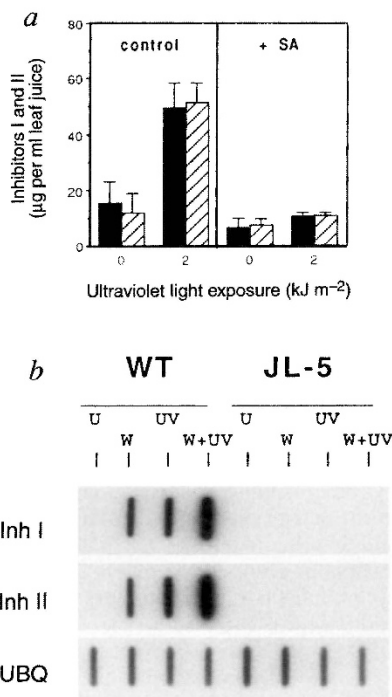 a
80
control
+ SA
60
40
20
0
Inhibitors I and II
(µg per ml leaf juice)
0 2 0 2
Ultraviolet light exposure (kJ m−2)
b
WT JL-5
U UV U UV
W W+UV W W+UV
Inh I
Inh II
UBQ